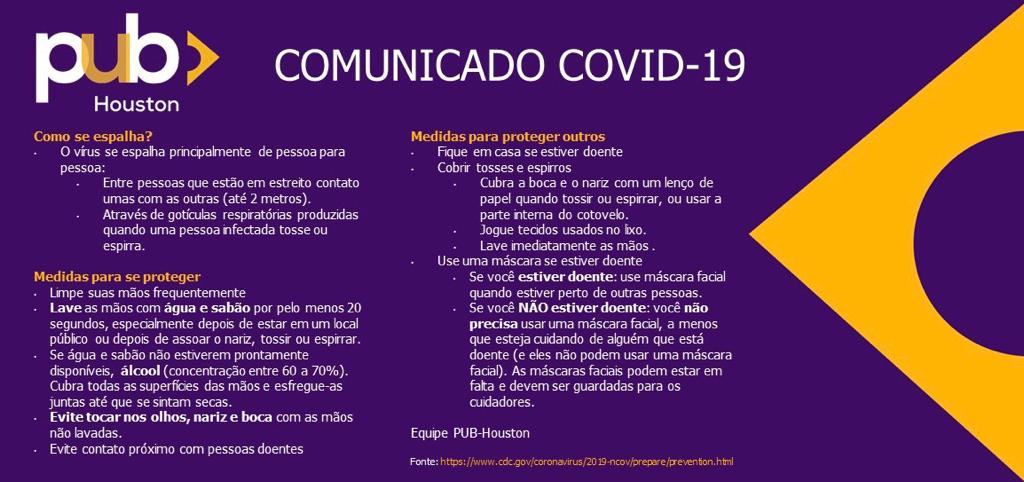 pub
Houston
COMUNICADO COVID-19
Como se espalha?
• O vírus se espalha principalmente de pessoa para
pessoa:
• Entre pessoas que estão em estreito contato
umas com as outras (até 2 metros).
• Através de gotículas respiratórias produzidas
quando uma pessoa infectada tosse ou
espirra.
Medidas para se proteger
• Limpe suas mãos frequentemente
• Lave as mãos com água e sabão por pelo menos 20
segundos, especialmente depois de estar em um local
público ou depois de assoar o nariz, tossir ou espirrar.
• Se água e sabão não estiverem prontamente
disponíveis, álcool (concentração entre 60 a 70%).
Cubra todas as superfícies das mãos e esfregue-as
juntas até que se sintam secas.
• Evite tocar nos olhos, nariz e boca com as mãos
não lavadas.
• Evite contato próximo com pessoas doentes
Medidas para proteger outros
• Fique em casa se estiver doente
• Cobrir tosses e espirros
• Cubra a boca e o nariz com um lenço de
papel quando tossir ou espirrar, ou usar a
parte interna do cotovelo.
• Jogue tecidos usados no lixo.
• Lave imediatamente as mãos .
• Use uma máscara se estiver doente
• Se você estiver doente: use máscara facial
quando estiver perto de outras pessoas.
• Se você NÃO estiver doente: você não
precisa usar uma máscara facial, a menos
que esteja cuidando de alguém que está
doente (e eles não podem usar uma máscara
facial). As máscaras faciais podem estar em
falta e devem ser guardadas para os
cuidadores.
Equipe PUB-Houston
Fonte: https://www.cdc.gov/coronavirus/2019-ncov/prepare/prevention.html